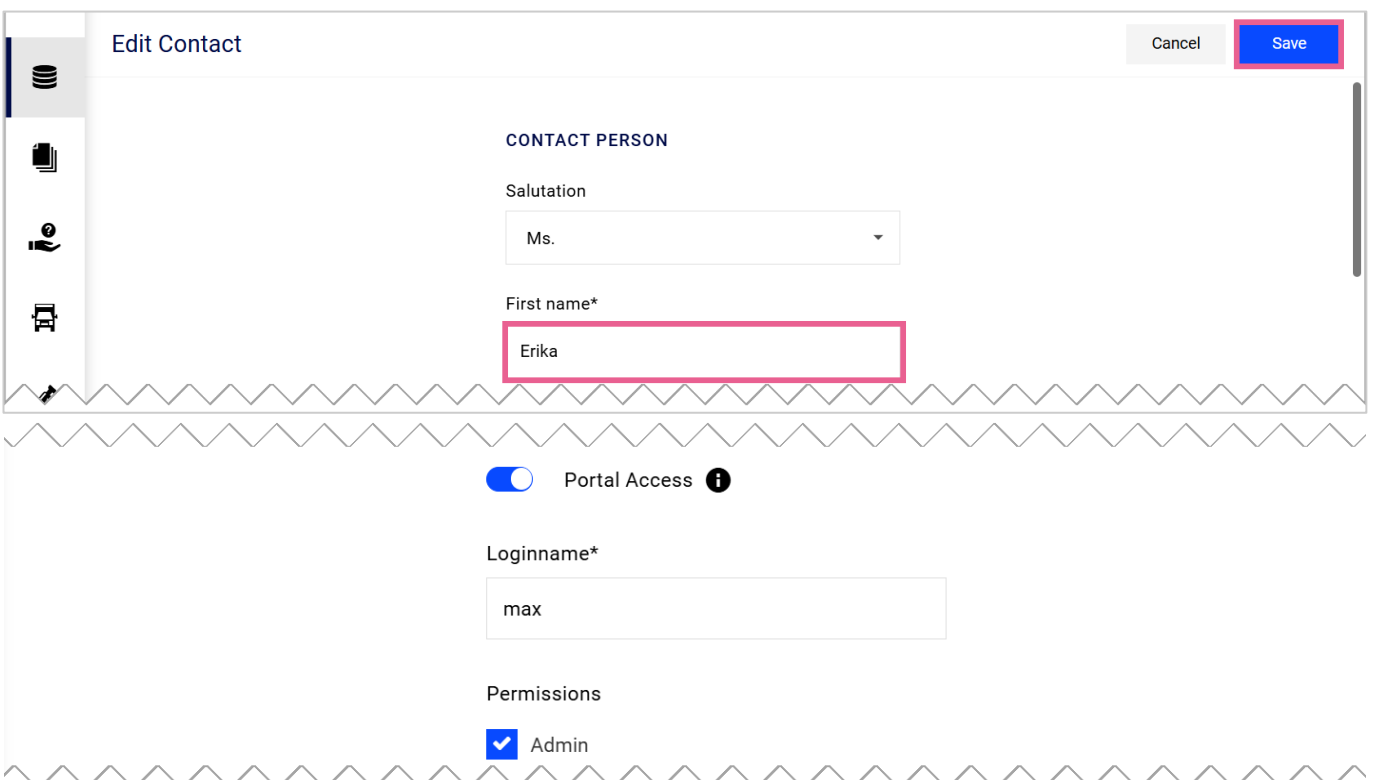 Edit Contact
Cancel
Save
CONTACT PERSON
Salutation
Ms.
First name*
Erika
Portal Access
Loginname*
max
Permissions
Admin